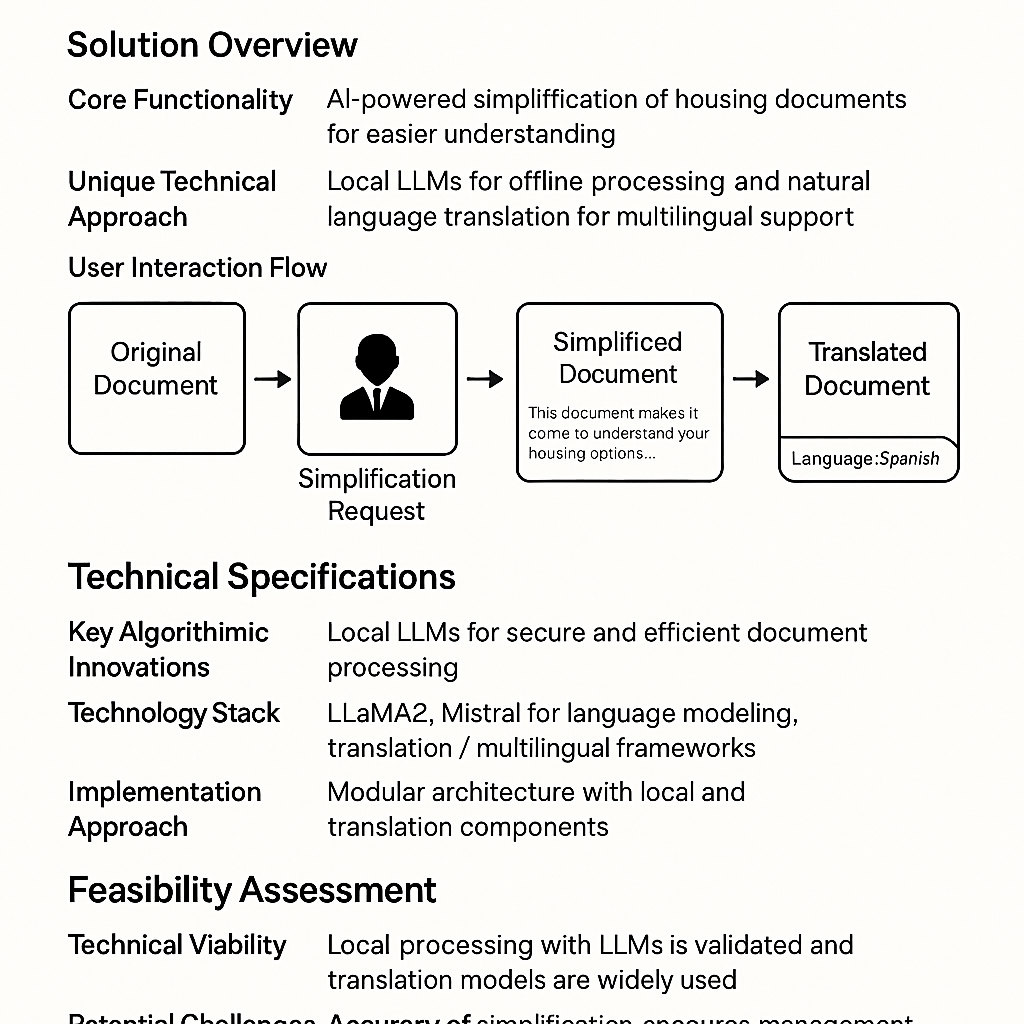 Solution Overview
Core Functionality AI-powered simpliffication of housing documents
for easier understanding
Unique Technical Approach Local LLMs for offline processing and natural
language translation for multilingual support
User Interaction Flow
Original
Document
Simplification
Request
Simplificed
Document
This document makes it
come to understand your
housing options...
Translated
Document
Language:Spanish
Technical Specifications
Key Algorithimic
Innovations
Local LLMs for secure and efficient document
processing
Technology Stack LLaMA2, Mistral for language modeling,
translation / multilingual frameworks
Implementation
Approach
Modular architecture with local and
translation components
Feasibility Assessment
Technical Viability Local processing with LLMs is validated and
translation models are widely used
Potential Challenges Accuracy of simplification